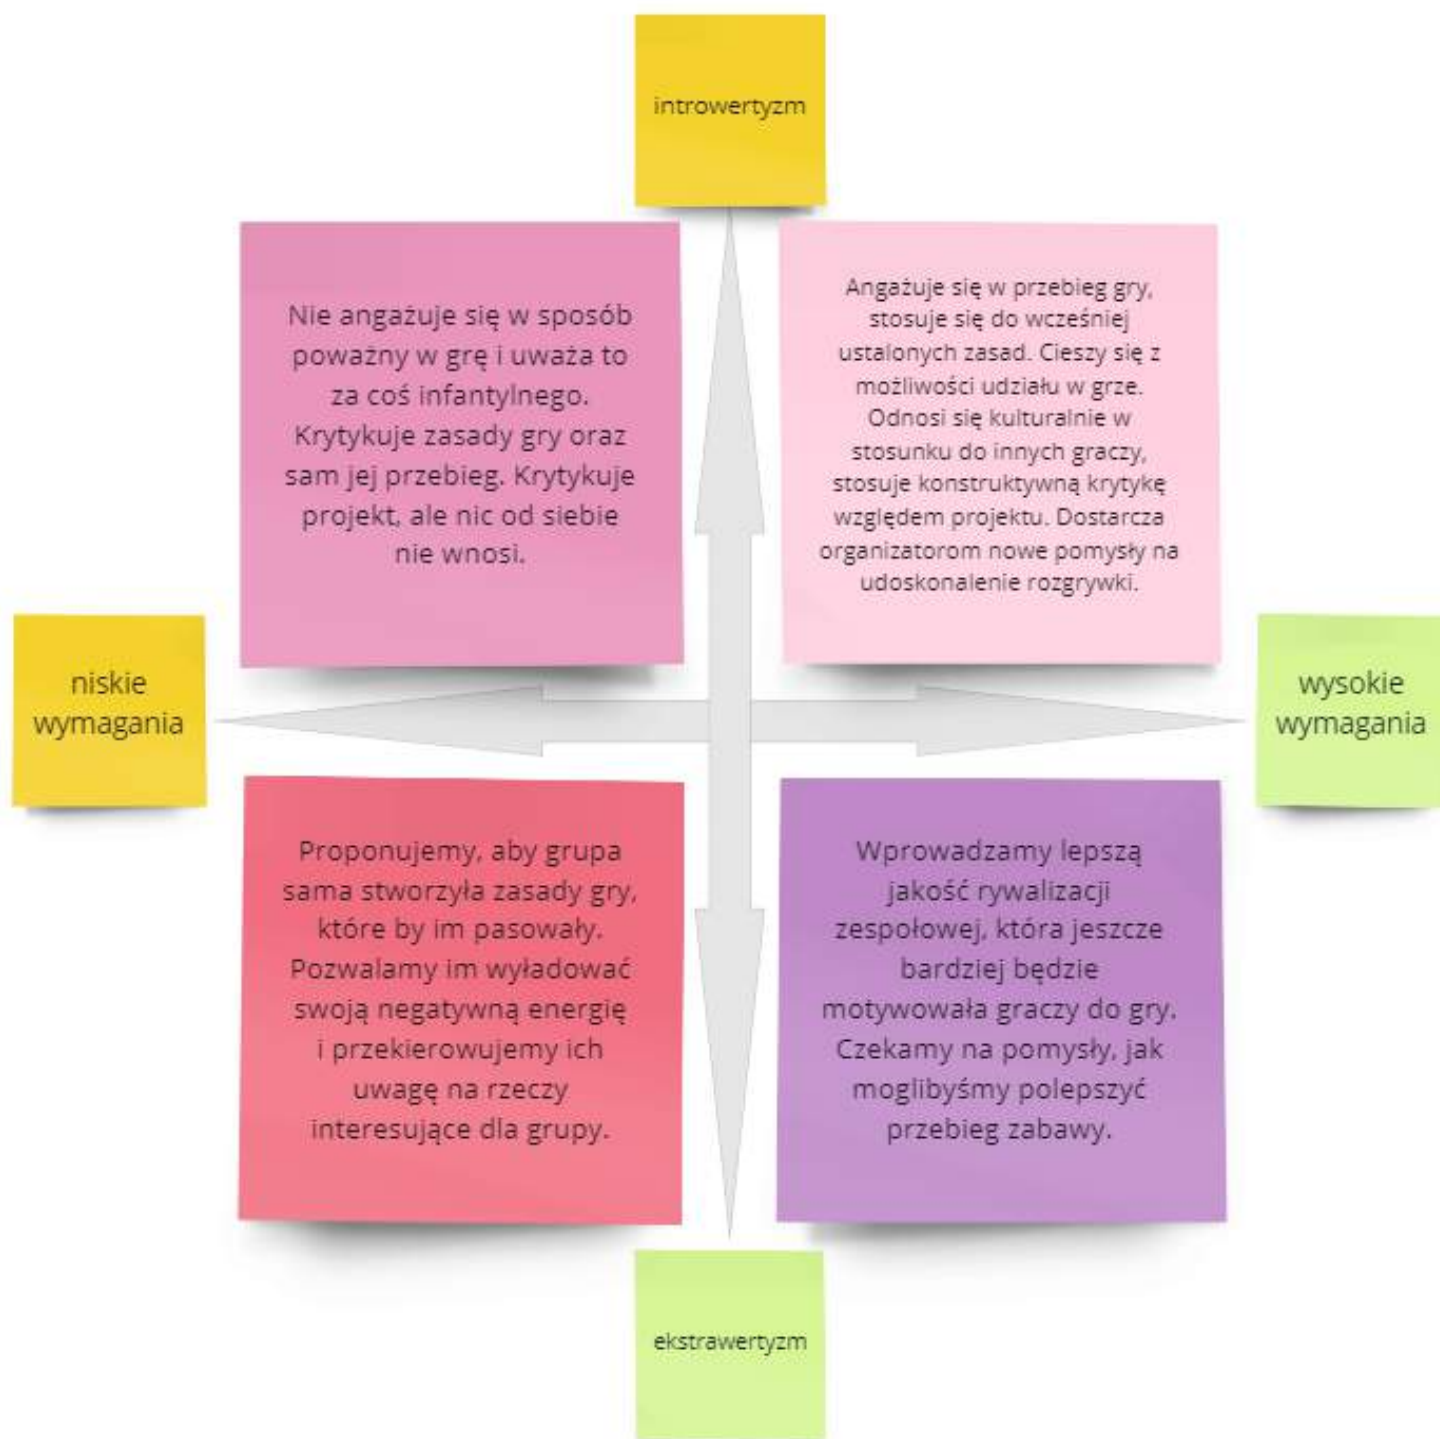 introwertyzm
Nie angażuje się w sposób
poważny w grę i uważa to
za coś infantylnego.
Krytykuje zasady gry oraz
sam jej przebieg. Krytykuje
projekt, ale nic od siebie
nie wnosi.
Angażuje się w przebieg gry,
stosuje się do wcześniej
ustalonych zasad. Cieszy się z
możliwości udziału w grze.
Odnosi się kulturalnie w
stosunku do innych graczy,
stosuje konstruktywną krytykę
względem projektu. Dostarcza
organizatorom nowe pomysły na
udoskonalenie rozgrywki.
niskie
wymagania
wysokie
wymagania
Proponujemy, aby grupa
sama stworzyła zasady gry,
które by im pasowały.
Pozwalamy im wyładować
swoją negatywną energię
i przekierowujemy ich
uwagę na rzeczy
interesujące dla grupy.
Wprowadzamy lepszą
jakość rywalizacji
zespołowej, która jeszcze
bardziej będzie
motywowała graczy do gry.
Czekamy na pomysły, jak
moglibyśmy polepszyć
przebieg zabawy.
ekstrawertyzm